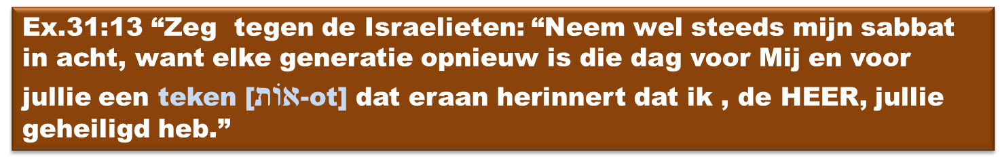 Ex.31:13 “Zeg  tegen de Israelieten: “Neem wel steeds mijn sabbat
in acht, want elke generatie opnieuw is die dag voor Mij en voor
jullie een teken [אוֹת-ot] dat eraan herinnert dat ik , de HEER, jullie
geheiligd heb.”